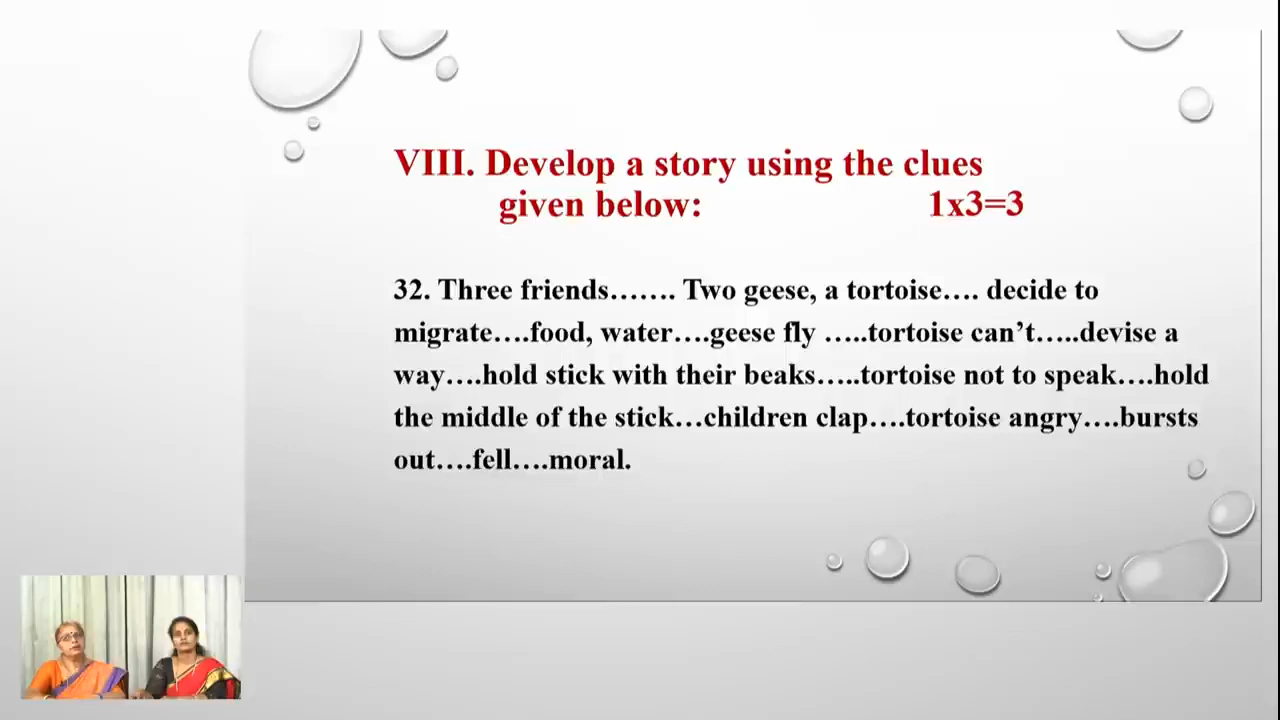 VIII. Develop a story using the clues
given below: 1x3=3
32. Three friends....... Two geese, a tortoise.... decide to
migrate....food, water....geese fly .....tortoise can’t.....devise a
way....hold stick with their beaks.....tortoise not to speak....hold
the middle of the stick...children clap....tortoise angry....bursts
out....fell....moral.